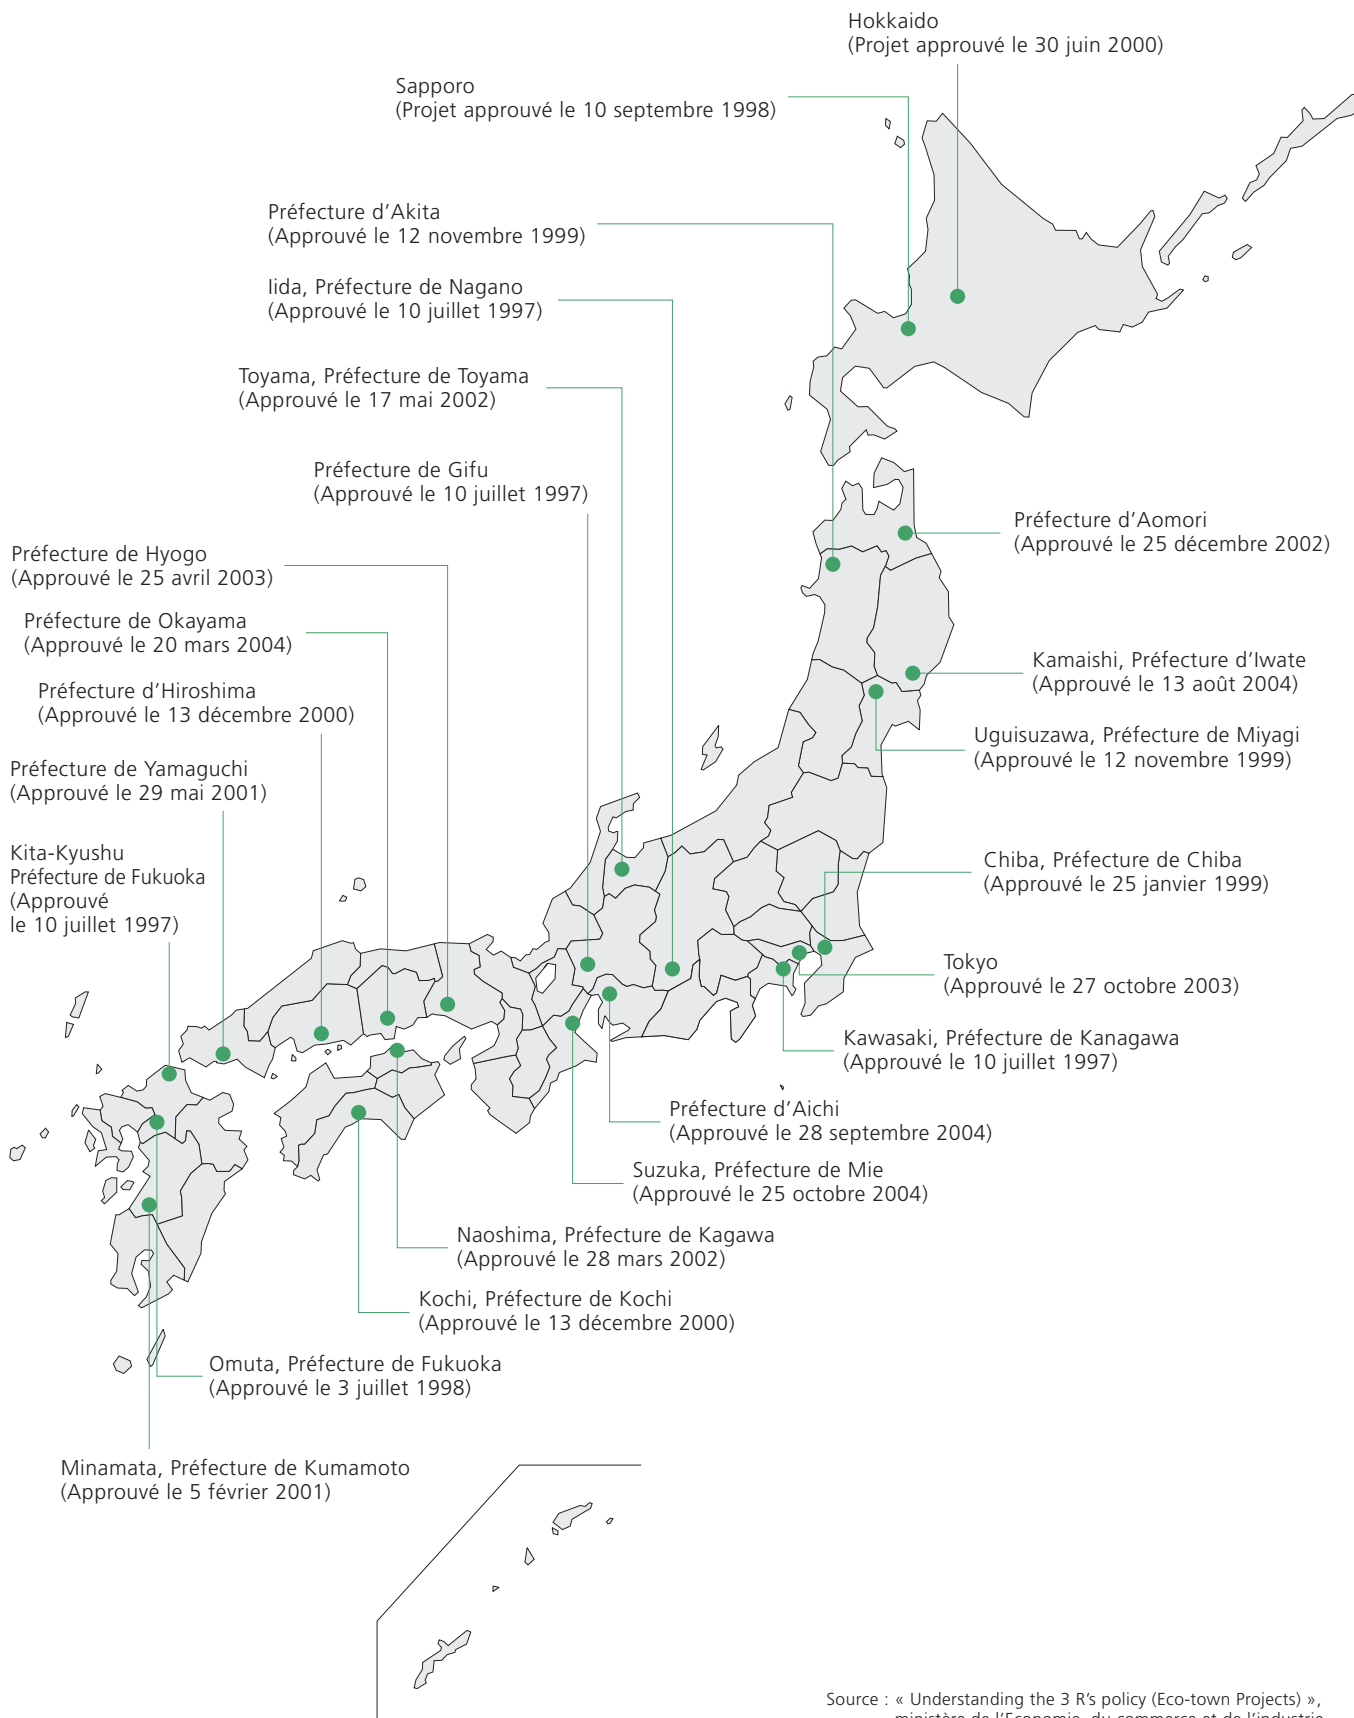 Hokkaido
(Projet approuvé le 30 juin 2000)
Sapporo
(Projet approuvé le 10 septembre 1998)
Préfecture d’Akita
(Approuvé le 12 novembre 1999)
Iida, Préfecture de Nagano
(Approuvé le 10 juillet 1997)
Toyama, Préfecture de Toyama
(Approuvé le 17 mai 2002)
Préfecture de Gifu
(Approuvé le 10 juillet 1997)
Préfecture d’Aomori
(Approuvé le 25 décembre 2002)
Préfecture de Hyogo
(Approuvé le 25 avril 2003)
Préfecture de Okayama
(Approuvé le 20 mars 2004)
Kamaishi, Préfecture d’Iwate
(Approuvé le 13 août 2004)
Préfecture d’Hiroshima
(Approuvé le 13 décembre 2000)
Uguisuzawa, Préfecture de Miyagi
(Approuvé le 12 novembre 1999)
Préfecture de Yamaguchi
(Approuvé le 29 mai 2001)
Kita-Kyushu
Préfecture de Fukuoka
(Approuvé
le 10 juillet 1997)
Chiba, Préfecture de Chiba
(Approuvé le 25 janvier 1999)
Tokyo
(Approuvé le 27 octobre 2003)
Kawasaki, Préfecture de Kanagawa
(Approuvé le 10 juillet 1997)
Préfecture d’Aichi
(Approuvé le 28 septembre 2004)
Suzuka, Préfecture de Mie
(Approuvé le 25 octobre 2004)
Naoshima, Préfecture de Kagawa
(Approuvé le 28 mars 2002)
Kochi, Préfecture de Kochi
(Approuvé le 13 décembre 2000)
Omuta, Préfecture de Fukuoka
(Approuvé le 3 juillet 1998)
Minamata, Préfecture de Kumamoto
(Approuvé le 5 février 2001)
Source : « Understanding the 3 R’s policy (Eco-town Projects) »,
ministère de l’Economie, du commerce et de l’industrie